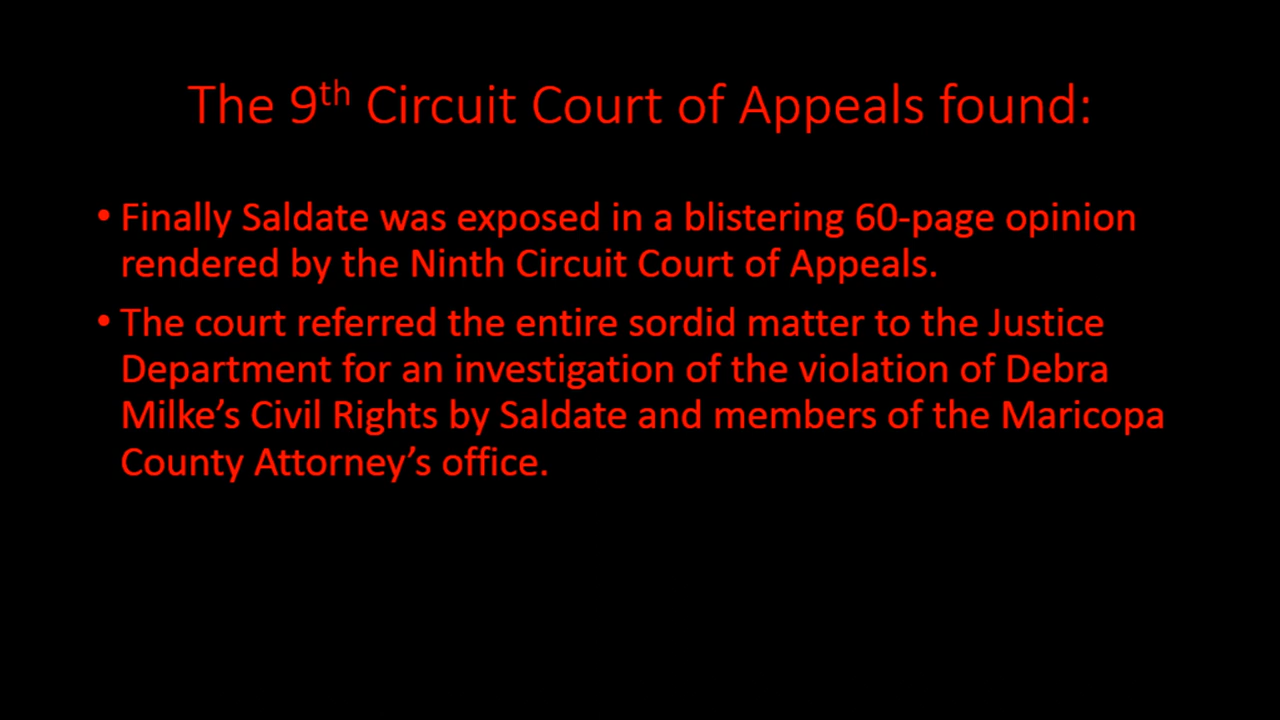 The 9th Circuit Court of Appeals found:
• Finally Saldate was exposed in a blistering 60-page opinion
rendered by the Ninth Circuit Court of Appeals.
• The court referred the entire sordid matter to the Justice
Department for an investigation of the violation of Debra
Milke’s Civil Rights by Saldate and members of the Maricopa
County Attorney’s office.